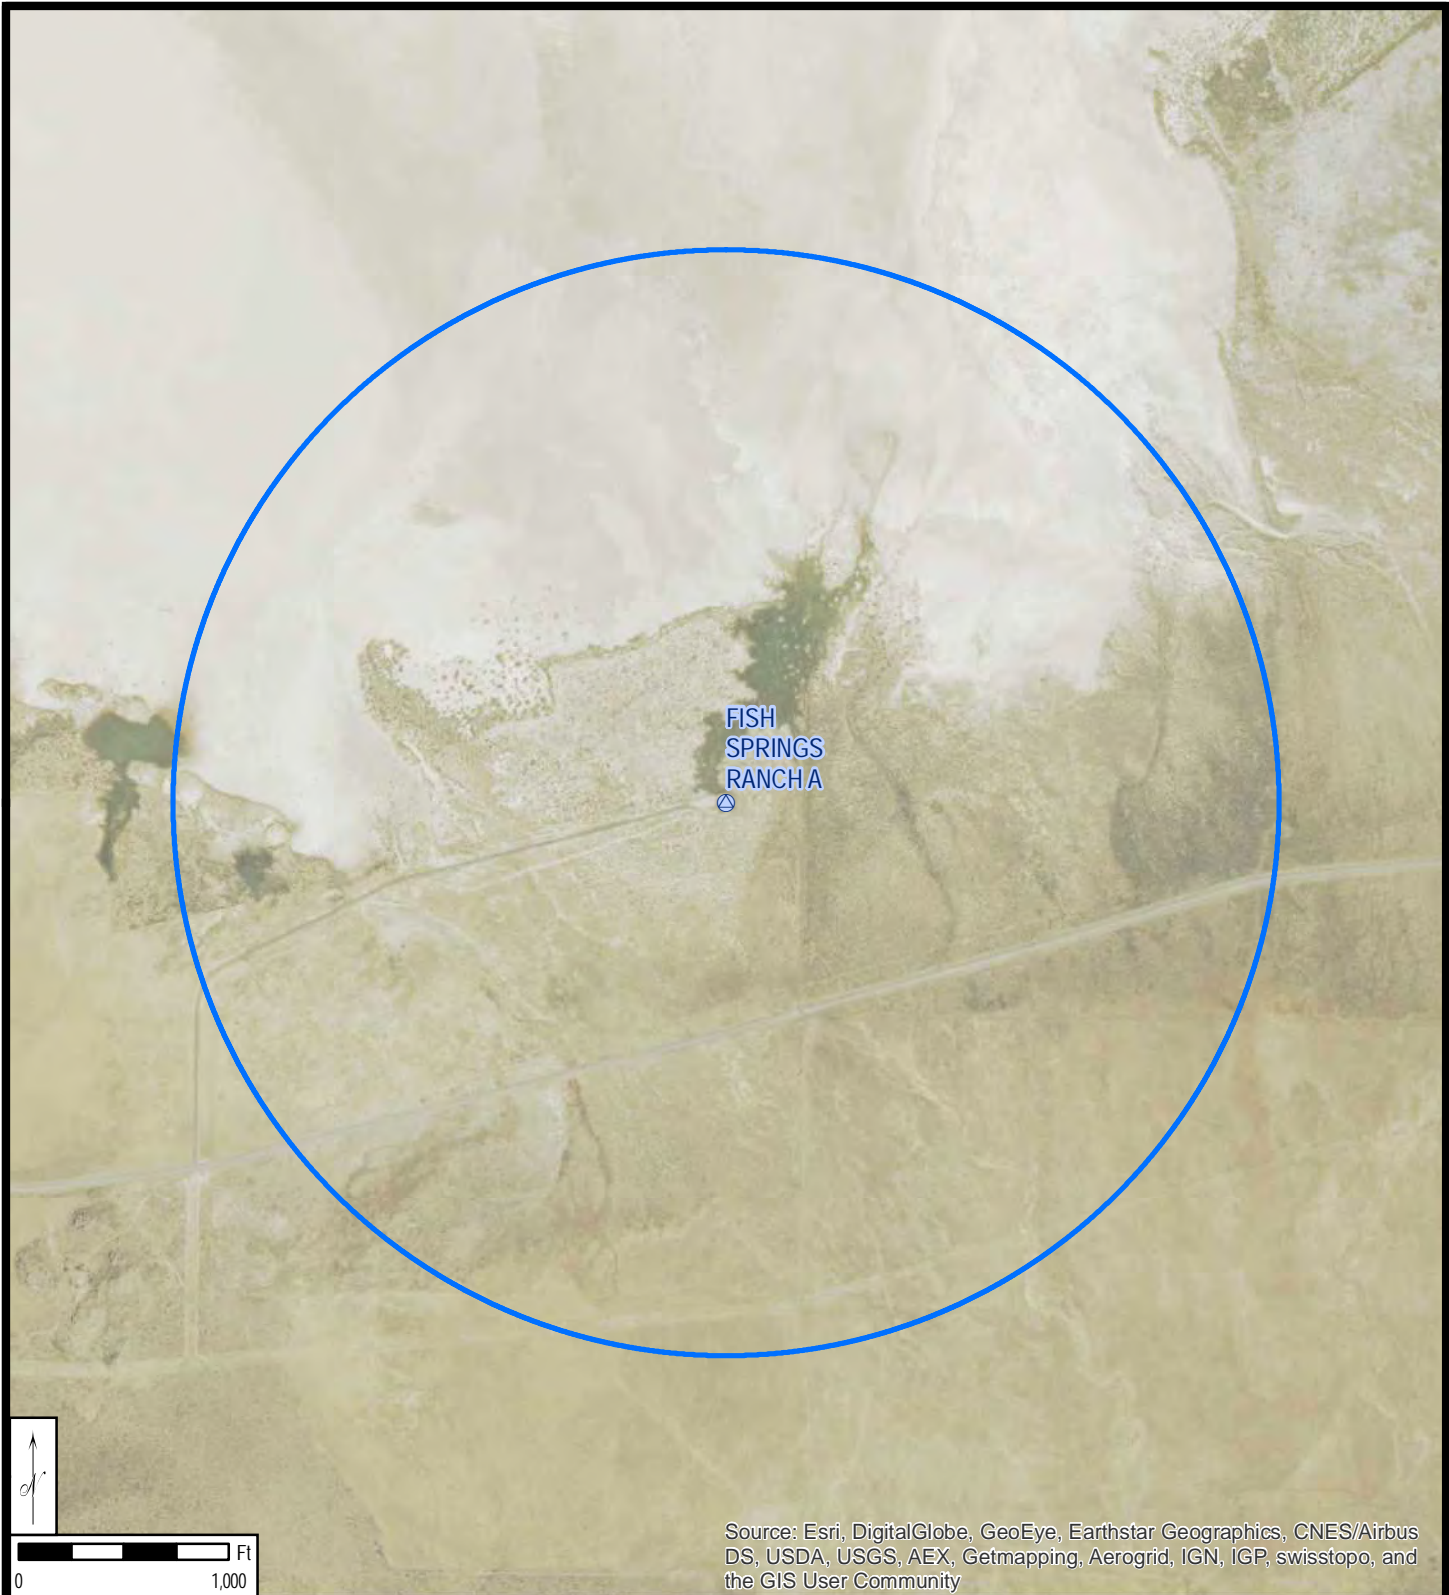 FISH
SPRINGS
RANCH A
N
Ft
0 1,000
Source: Esri, DigitalGlobe, GeoEye, Earthstar Geographics, CNES/Airbus
DS, USDA, USGS, AEX, Getmapping, Aerogrid, IGN, IGP, swisstopo, and
the GIS User Community